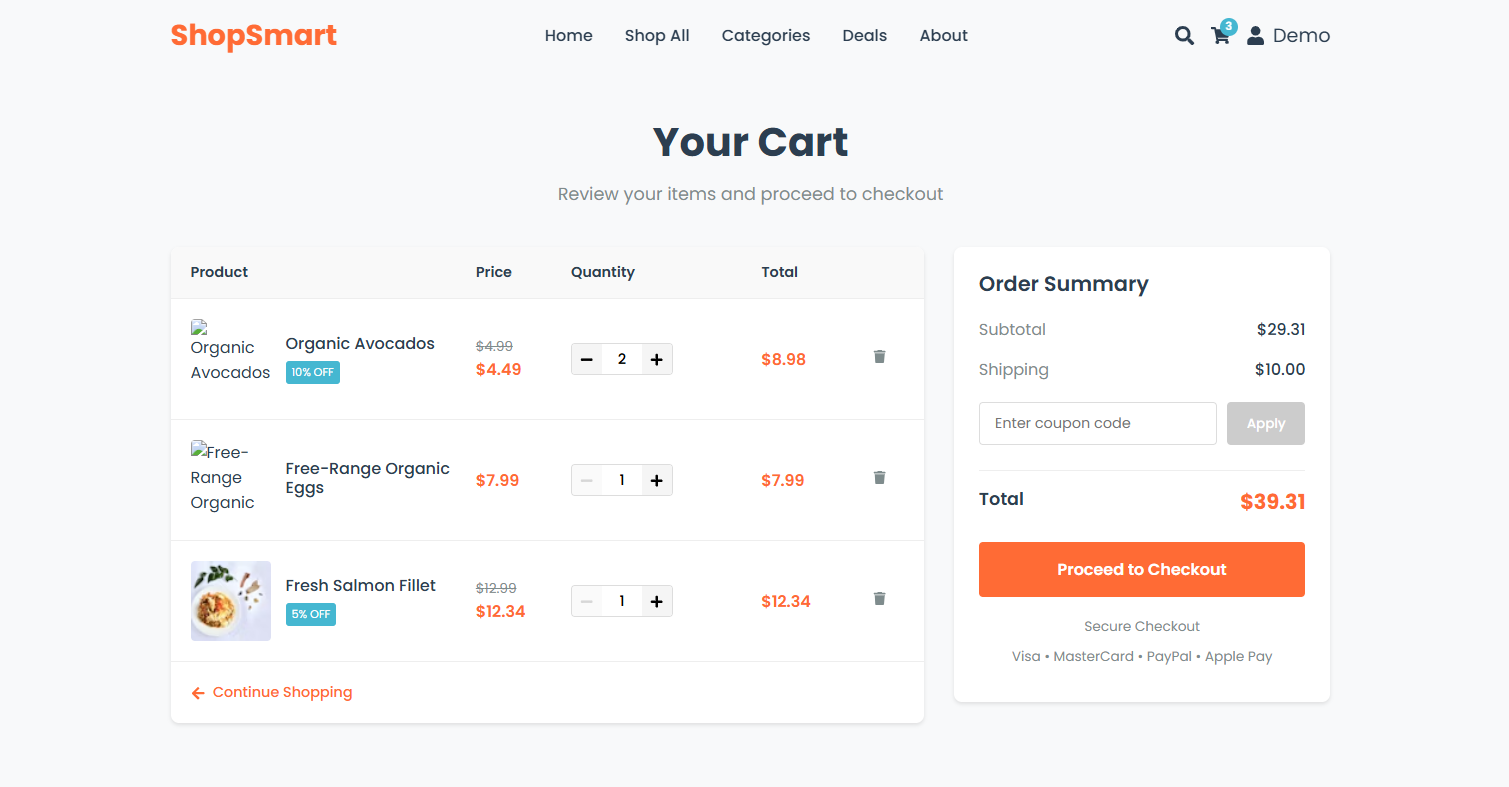 ShopSmart
Home Shop All Categories Deals About
3
Demo
Your Cart
Review your items and proceed to checkout
Product Price Quantity Total
Organic
Avocados
Organic Avocados
10% OFF
$4.99
$4.49
2
$8.98
Free-
Range
Organic
Free-Range Organic
Eggs
$7.99
1
$7.99
Fresh Salmon Fillet
5% OFF
$12.99
$12.34
1
$12.34
Continue Shopping
Order Summary
Subtotal $29.31
Shipping $10.00
Enter coupon code Apply
Total $39.31
Proceed to Checkout
Secure Checkout
Visa • MasterCard • PayPal • Apple Pay